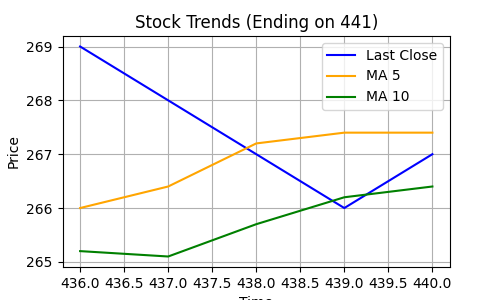 Stock Trends (Ending on 441)
Last Close
MA 5
MA 10
Price
269
268
267
266
265
436.0 436.5 437.0 437.5 438.0 438.5 439.0 439.5 440.0
Time